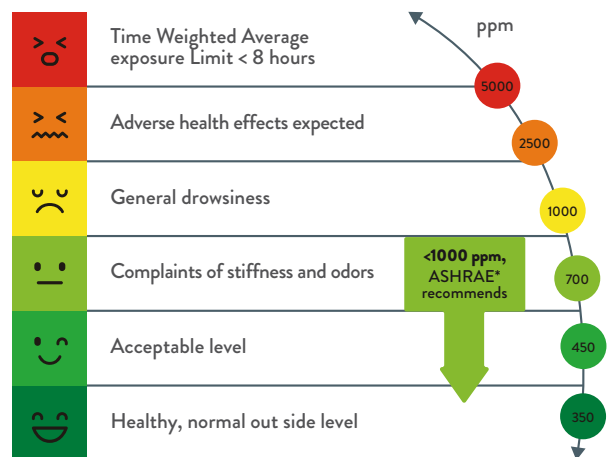 ppm
Time Weighted Average
exposure Limit < 8 hours
5000
Adverse health effects expected
2500
General drowsiness
1000
<1000 ppm,
ASHRAE*
recommends
Complaints of stiffness and odors
700
Acceptable level
450
Healthy, normal out side level
350